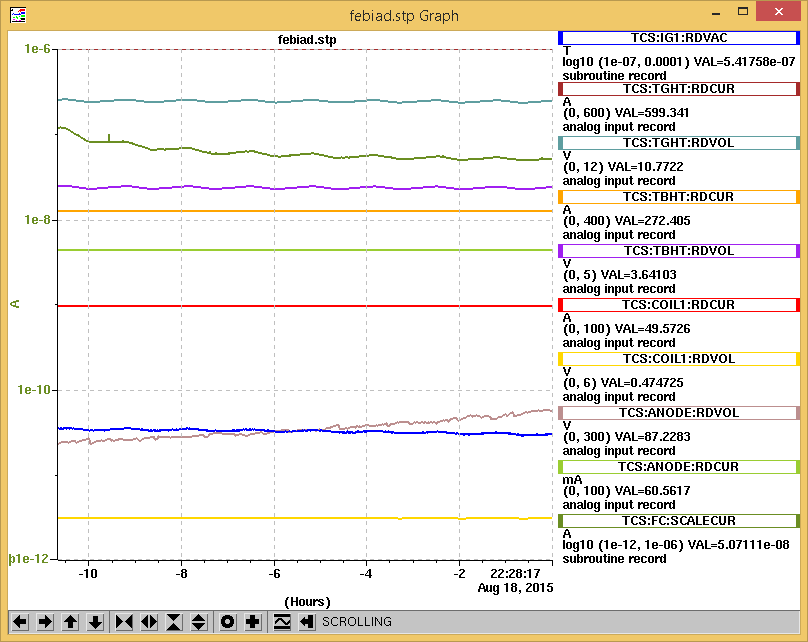 febiad.stp Graph
febiad.stp
1e-6
1e-8
A
1e-10
1e-12
-10 -8 -6 -4 -2 22:28:17
Aug 18, 2015
(Hours)
TCS:IG1:RDVAC
T
log10 (1e-07, 0.0001) VAL=5.41758e-07
subroutine record
TCS:TGHT:RDCUR
A
(0, 600) VAL=599.341
analog input record
TCS:TGHT:RDVOL
V
(0, 12) VAL=10.7722
analog input record
TCS:TBHT:RDCUR
A
(0, 400) VAL=272.405
analog input record
TCS:TBHT:RDVOL
V
(0, 5) VAL=3.64103
analog input record
TCS:COIL1:RDCUR
A
(0, 100) VAL=49.5726
analog input record
TCS:COIL1:RDVOL
V
(0, 6) VAL=0.474725
analog input record
TCS:ANODE:RDVOL
V
(0, 300) VAL=87.2283
analog input record
TCS:ANODE:RDCUR
mA
(0, 100) VAL=60.5617
analog input record
TCS:FC:SCALECUR
A
log10 (1e-12, 1e-06) VAL=5.07111e-08
subroutine record
SCROLLING